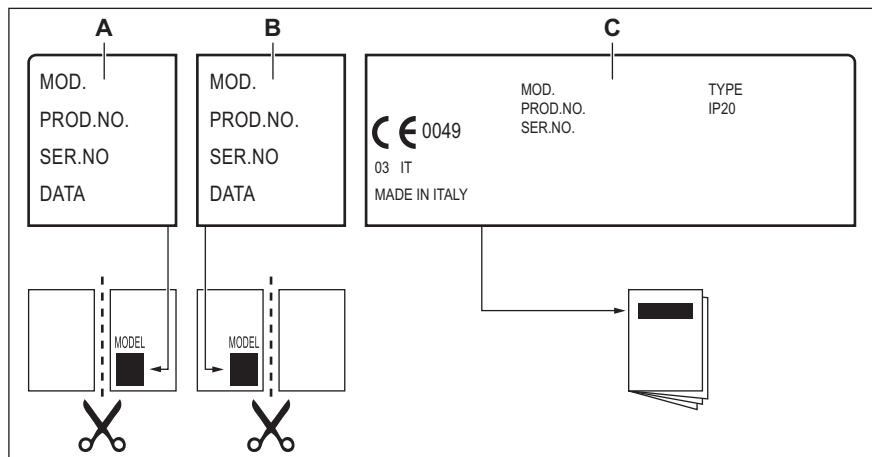 A
B
C
MOD.
PROD.NO.
SER.NO
DATA
MOD.
PROD.NO.
SER.NO
DATA
MOD.
PROD.NO.
SER.NO.
TYPE
IP20
CE 0049
03 IT
MADE IN ITALY
MODEL
MODEL